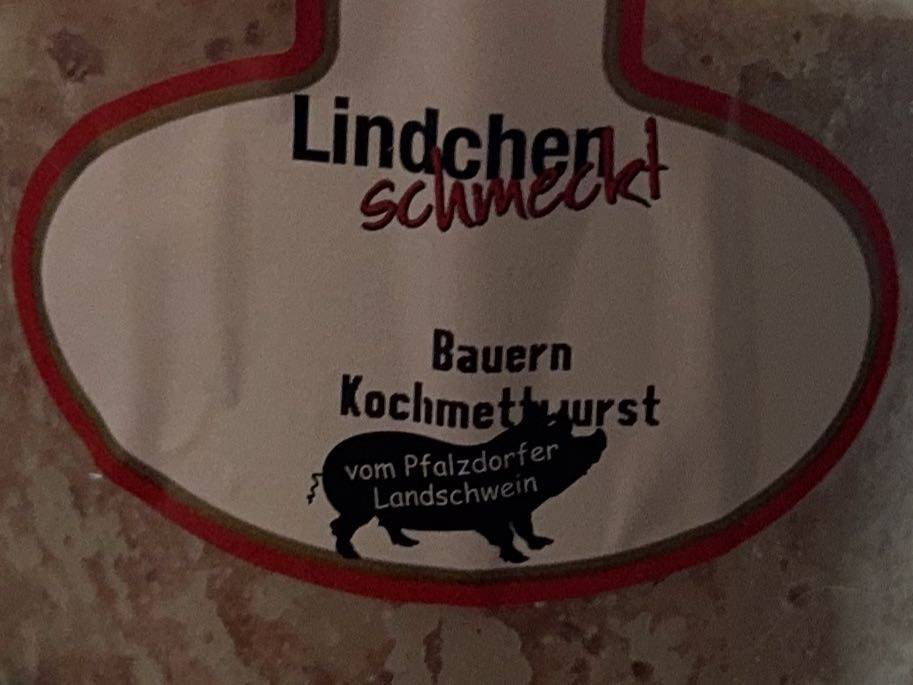 Lindchen
schmeckt
Bauern
Kochmettwurst
vom Pfalzdorfer
Landschwein